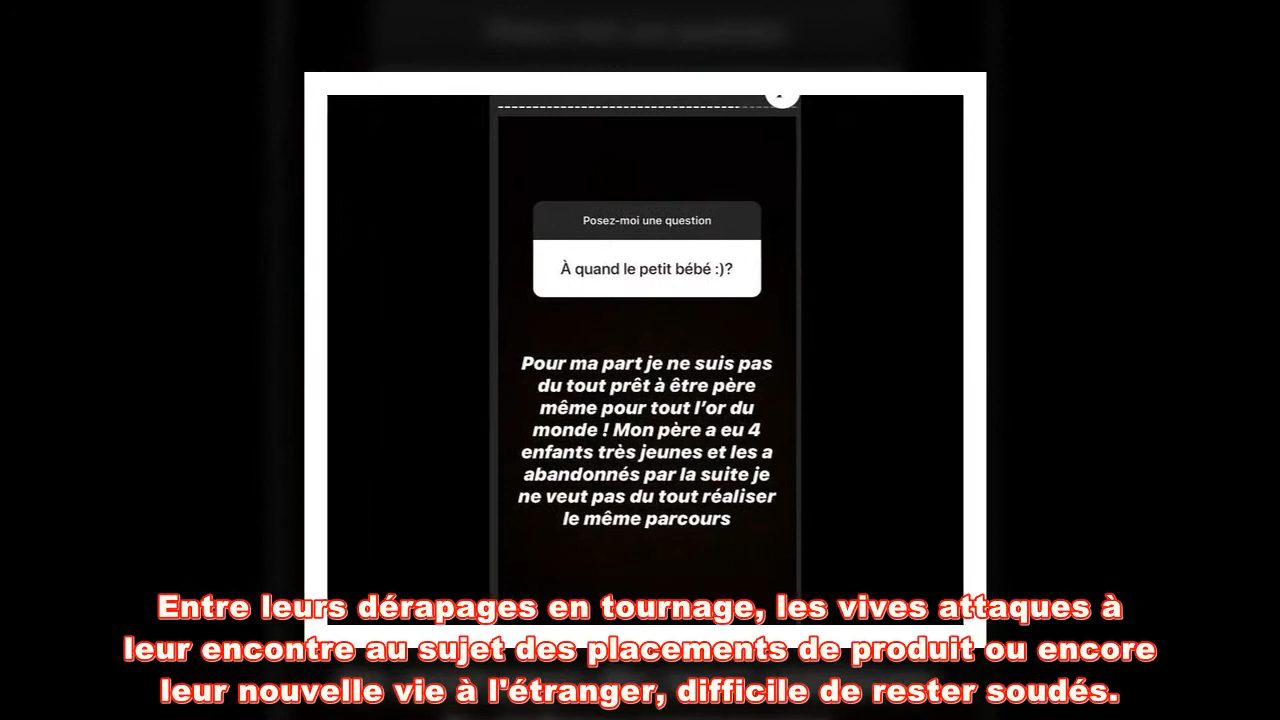 Posez-moi une question
À quand le petit bébé :)?
Pour ma part je ne suis pas
du tout prêt à être père
même pour tout l’or du
monde ! Mon père a eu 4
enfants très jeunes et les a
abandonnés par la suite je
ne veut pas du tout réaliser
le même parcours
Entre leurs dérapages en tournage, les vives attaques à
leur encontre au sujet des placements de produit ou encore
leur nouvelle vie à l'étranger, difficile de rester soudés.